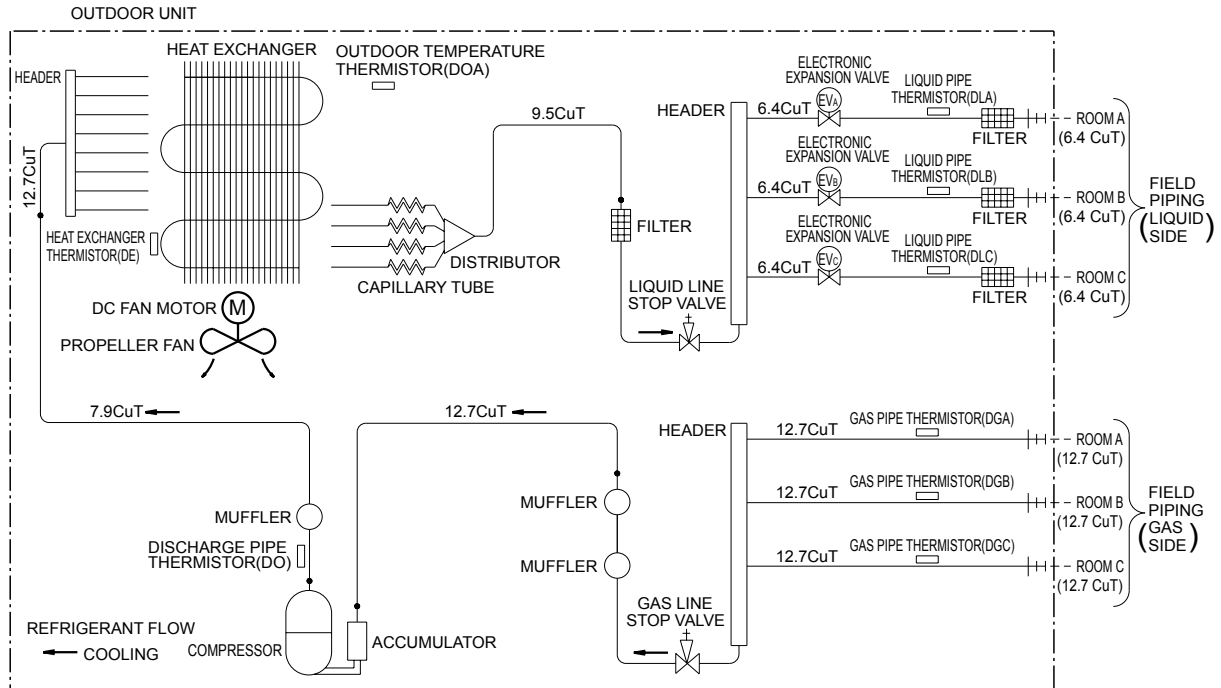 OUTDOOR UNIT
HEAT EXCHANGER
OUTDOOR TEMPERATURE
THERMISTOR(DOA)
HEADER
12.7CuT
HEAT EXCHANGER
THERMISTOR(DE)
CAPILLARY TUBE
DISTRIBUTOR
9.5CuT
FILTER
LIQUID LINE
STOP VALVE
HEADER
ELECTRONIC
EXPANSION VALVE
EVA
6.4CuT
LIQUID PIPE
THERMISTOR(DLA)
FILTER
ROOM A
(6.4 CuT)
ELECTRONIC
EXPANSION VALVE
EVB
6.4CuT
LIQUID PIPE
THERMISTOR(DLB)
FILTER
ROOM B
(6.4 CuT)
ELECTRONIC
EXPANSION VALVE
EVC
6.4CuT
LIQUID PIPE
THERMISTOR(DLC)
FILTER
ROOM C
(6.4 CuT)
FIELD
PIPING
(LIQUID)
SIDE
DC FAN MOTOR
M
PROPELLER FAN
7.9CuT
12.7CuT
MUFFLER
DISCHARGE PIPE
THERMISTOR(DO)
COMPRESSOR
ACCUMULATOR
MUFFLER
MUFFLER
GAS LINE
STOP VALVE
HEADER
12.7CuT
GAS PIPE THERMISTOR(DGA)
ROOM A
(12.7 CuT)
12.7CuT
GAS PIPE THERMISTOR(DGB)
ROOM B
(12.7 CuT)
12.7CuT
GAS PIPE THERMISTOR(DGC)
ROOM C
(12.7 CuT)
FIELD
PIPING
(GAS)
SIDE
REFRIGERANT FLOW
COOLING